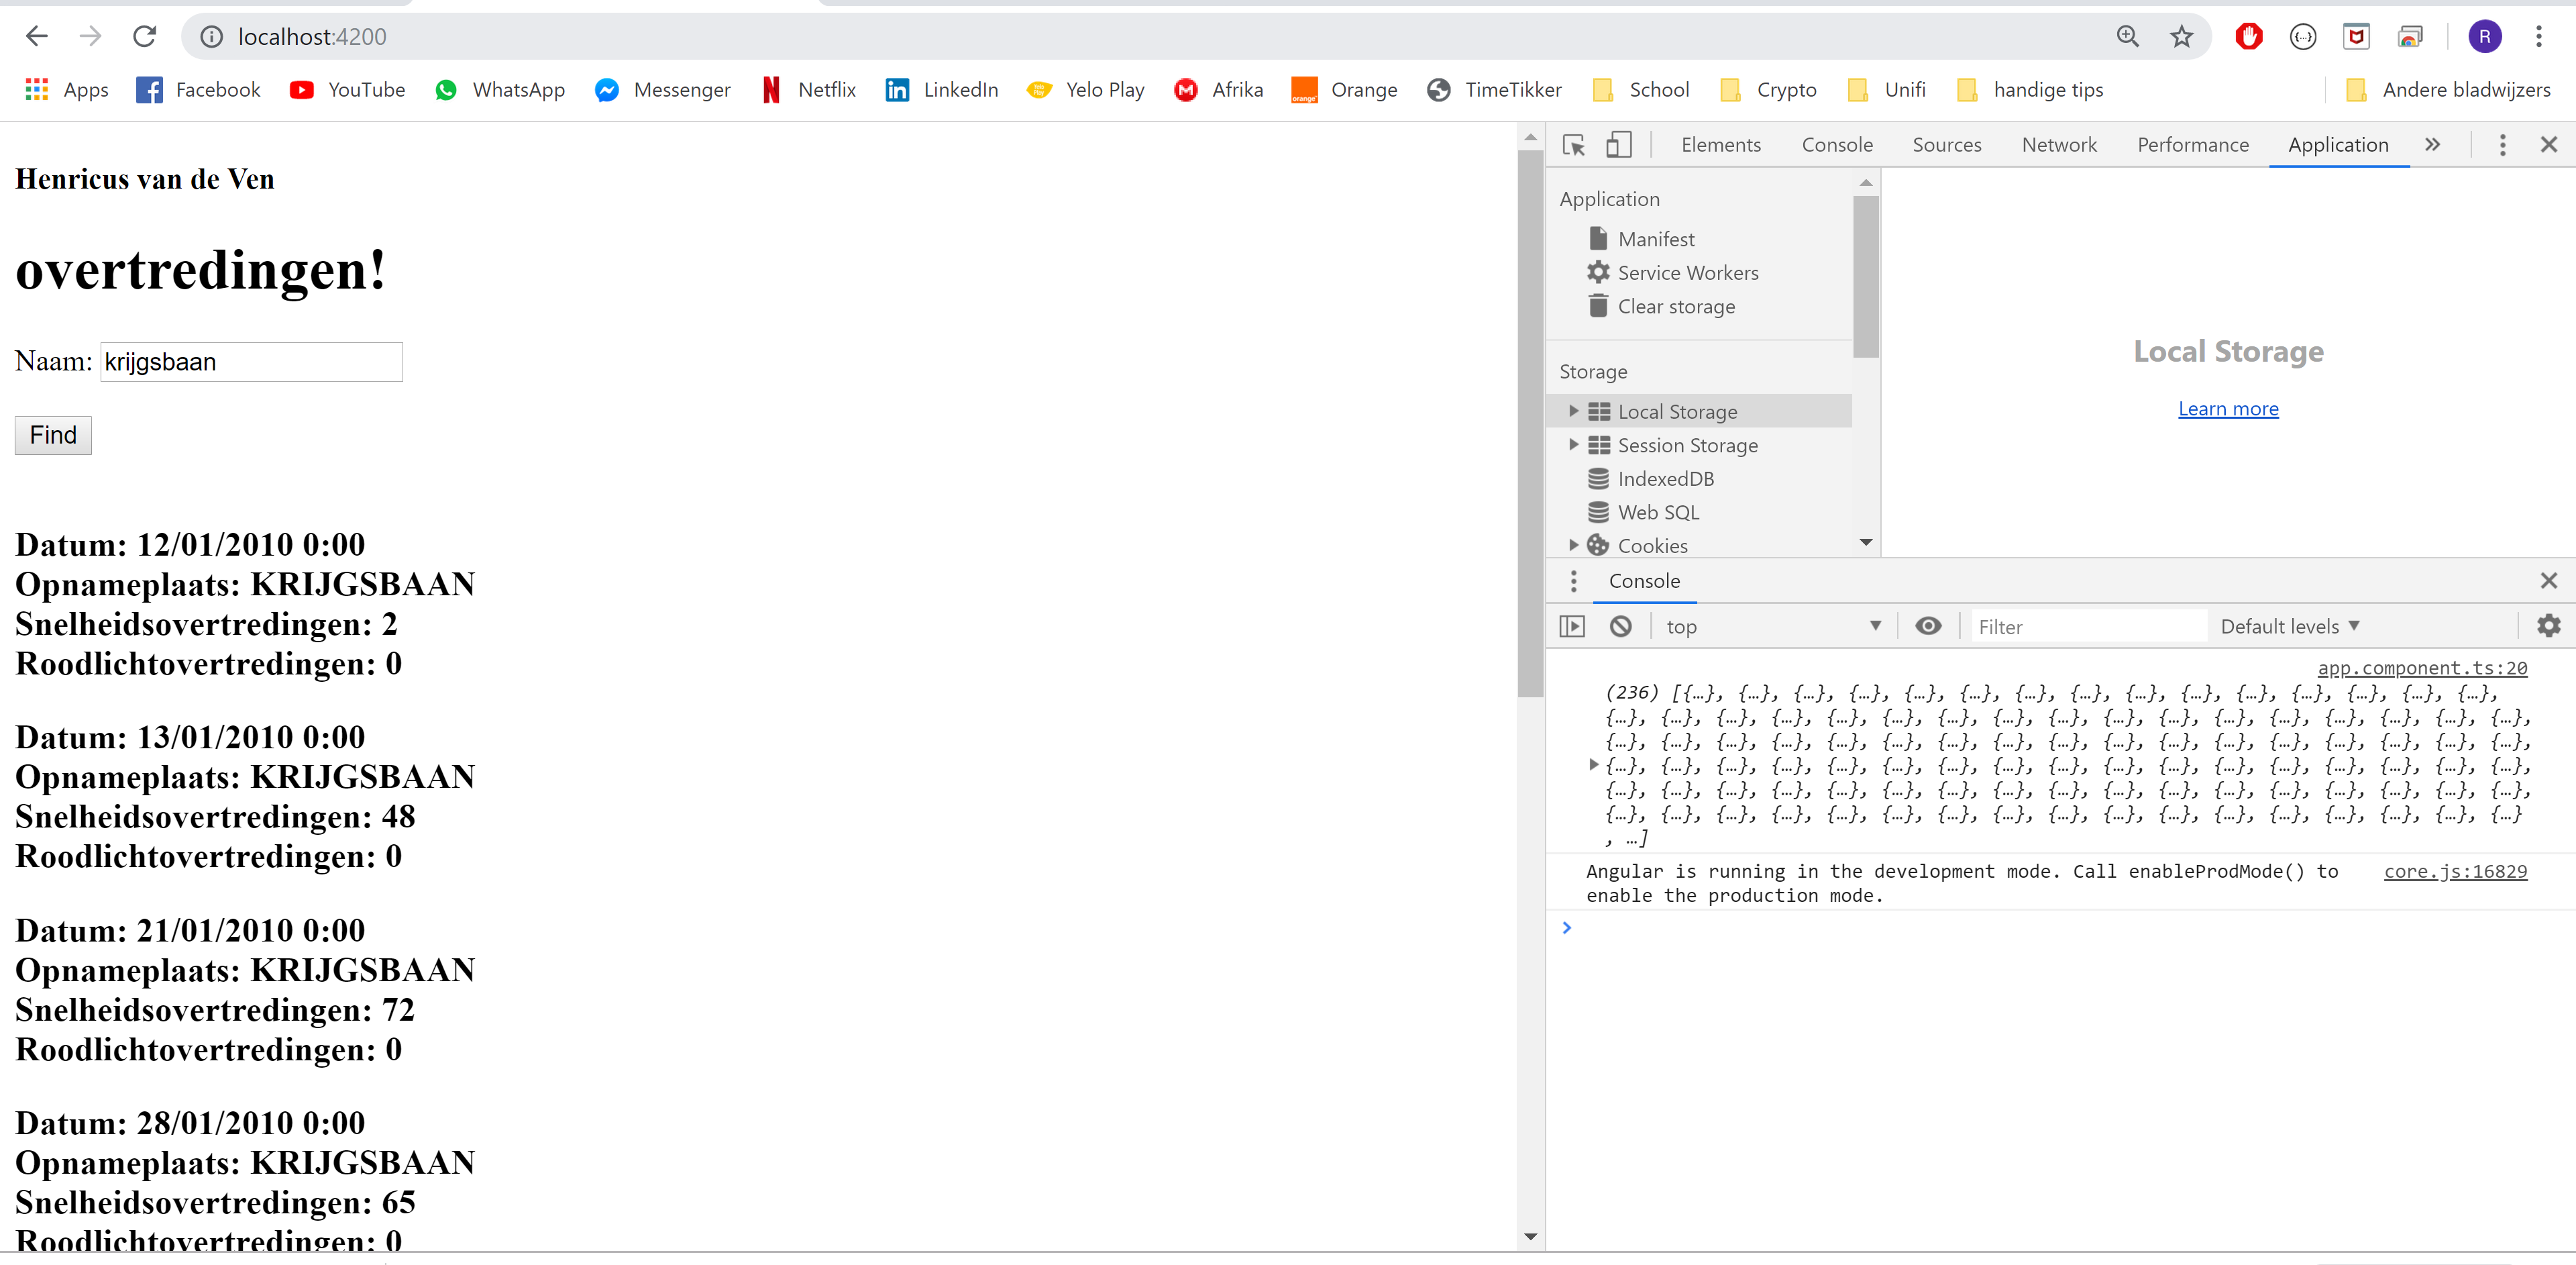 localhost:4200
R
Apps Facebook YouTube WhatsApp Messenger Netflix LinkedIn Yelo Play Afrika Orange TimeTikker School Crypto Unifi handige tips Andere bladwijzers
Henricus van de Ven
overtredingen!
Naam: krijgsbaan
Find
Datum: 12/01/2010 0:00
Opnameplaats: KRIJGSBAAN
Snelheidsovertredingen: 2
Roodlichtovertredingen: 0
Datum: 13/01/2010 0:00
Opnameplaats: KRIJGSBAAN
Snelheidsovertredingen: 48
Roodlichtovertredingen: 0
Datum: 21/01/2010 0:00
Opnameplaats: KRIJGSBAAN
Snelheidsovertredingen: 72
Roodlichtovertredingen: 0
Datum: 28/01/2010 0:00
Opnameplaats: KRIJGSBAAN
Snelheidsovertredingen: 65
Roodlichtovertredingen: 0
Elements Console Sources Network Performance Application
Application
Manifest
Service Workers
Clear storage
Storage
Local Storage
Session Storage
IndexedDB
Web SQL
Cookies
Local Storage
Learn more
Console
top Filter Default levels
app.component.ts:20
(236) [{…}, {…}, {…}, {…}, {…}, {…}, {…}, {…}, {…}, {…}, {…}, {…}, {…}, {…}, {…},
{…}, {…}, {…}, {…}, {…}, {…}, {…}, {…}, {…}, {…}, {…}, {…}, {…}, {…}, {…}, {…}, {…},
{…}, {…}, {…}, {…}, {…}, {…}, {…}, {…}, {…}, {…}, {…}, {…}, {…}, {…}, {…}, {…}, {…},
{…}, {…}, {…}, {…}, {…}, {…}, {…}, {…}, {…}, {…}, {…}, {…}, {…}, {…}, {…}, {…}, {…},
{…}, {…}, {…}, {…}, {…}, {…}, {…}, {…}, {…}, {…}, {…}, {…}, {…}, {…}, {…}, {…}, {…},
{…}, {…}, {…}, {…}, {…}, {…}, {…}, {…}, {…}, {…}, {…}, {…}, {…}, {…}, {…}, {…}, {…}
, …]
Angular is running in the development mode. Call enableProdMode() to core.js:16829
enable the production mode.